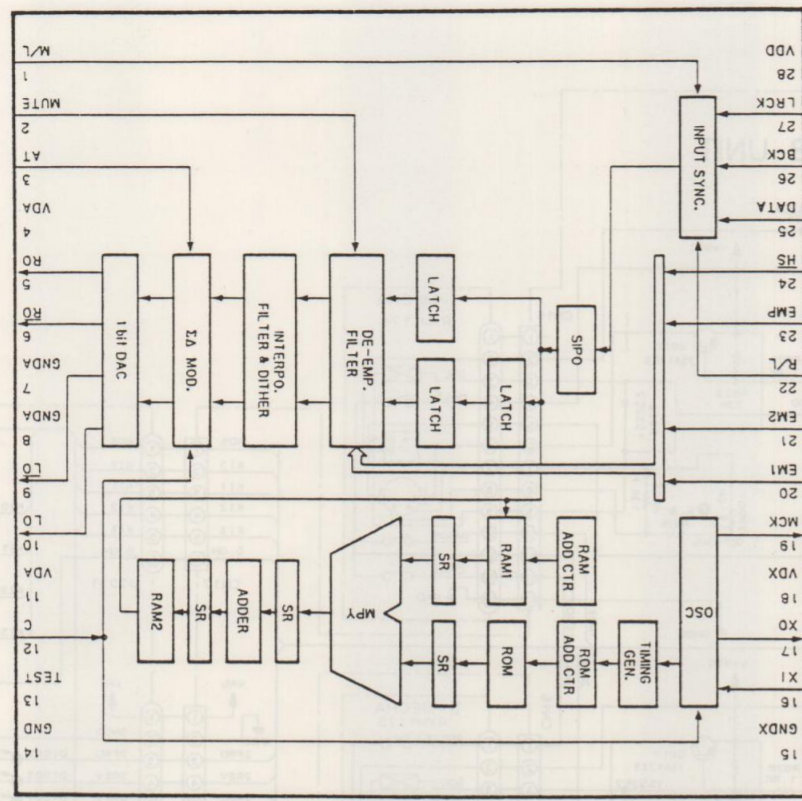 M/L
1
MUTE
2
AT
3
VDA
4
RO
5
R̅O̅
6
GNDA
7
GNDA
8
L̅O̅
9
LO
10
VDA
11
C
12
TEST
13
GND
14
VDD
28
LRCK
27
BCK
26
DATA
25
H̅S̅
24
EMP
23
R̅/L
22
EM2
21
EM1
20
MCK
19
VDX
18
XO
17
XI
16
GNDX
15
INPUT SYNC.
SIPO
LATCH
LATCH
LATCH
DE-EMP.
FILTER
INTERPO.
FILTER & DITHER
ΣΔ MOD.
1 bit DAC
OSC
TIMING
GEN.
RAM
ADD CTR
ROM
ADD CTR
RAM1
ROM
SR
SR
MPY
SR
ADDER
SR
RAM2
UNI